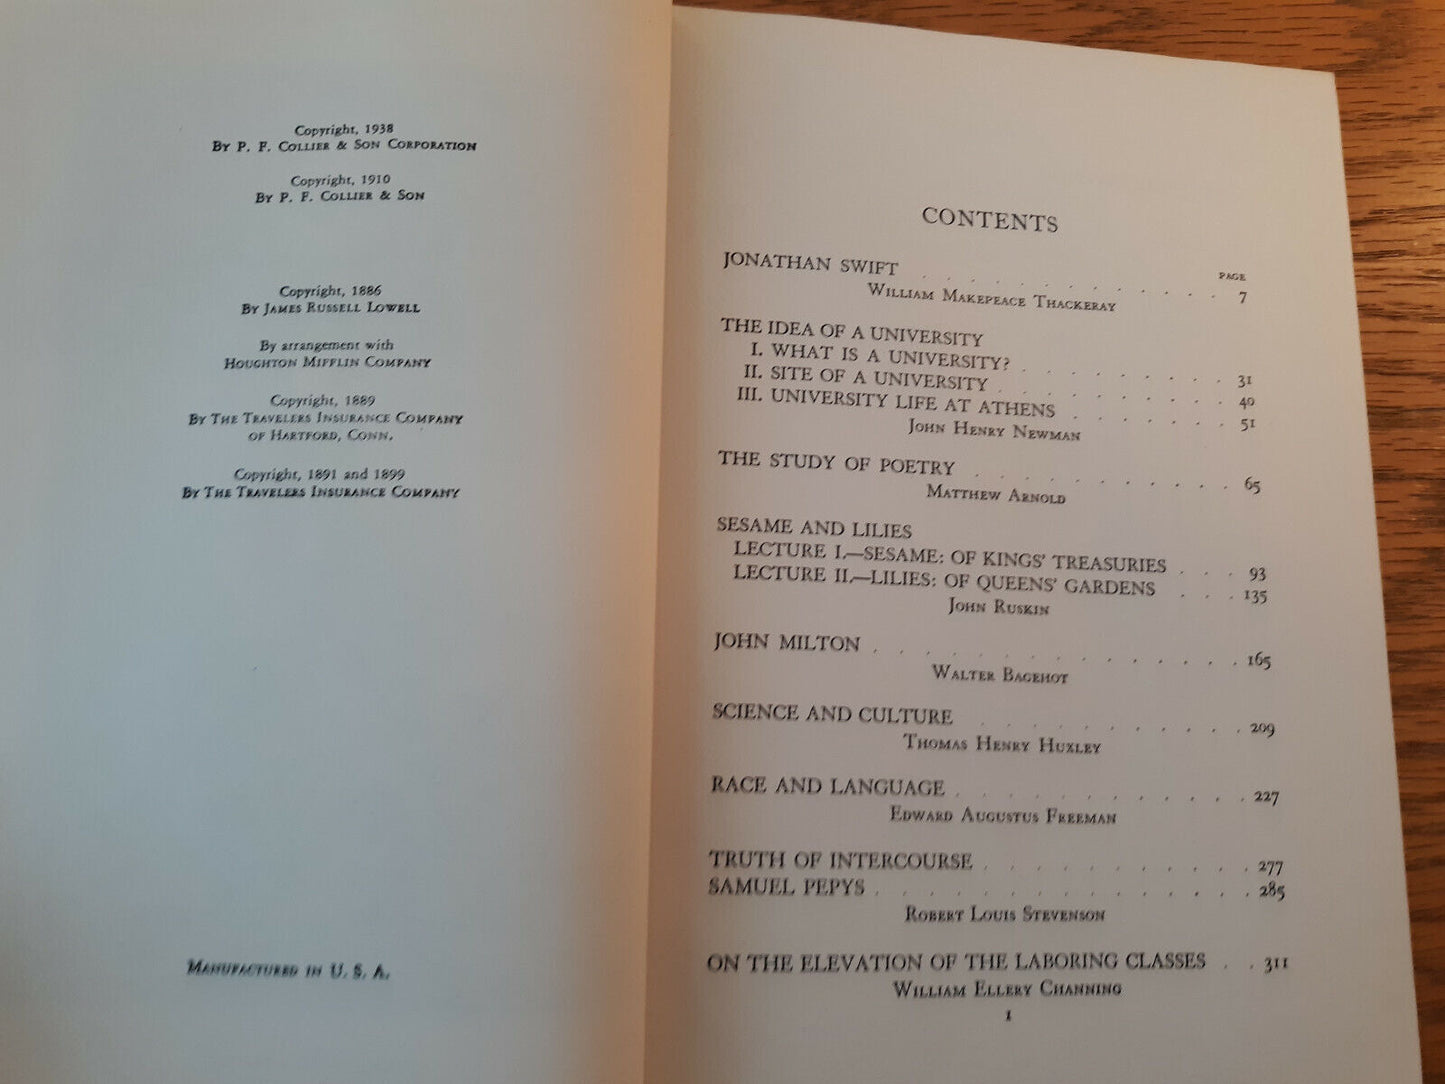 Copyright, 1938
By P. F. Collier & Son Corporation
Copyright, 1910
By P. F. Collier & Son
Copyright, 1886
By James Russell Lowell
By arrangement with
Houghton Mifflin Company
Copyright, 1889
By The Travelers Insurance Company
of Hartford, Conn.
Copyright, 1891 and 1899
By The Travelers Insurance Company
Manufactured in U. S. A.
CONTENTS
PAGE
JONATHAN SWIFT . . . . . . . . . . . 7
William Makepeace Thackeray
THE IDEA OF A UNIVERSITY
I. WHAT IS A UNIVERSITY? . . . . . . . . 31
II. SITE OF A UNIVERSITY . . . . . . . . . 40
III. UNIVERSITY LIFE AT ATHENS . . . . . . . 51
John Henry Newman
THE STUDY OF POETRY . . . . . . . . . . 65
Matthew Arnold
SESAME AND LILIES
LECTURE I.—SESAME: OF KINGS' TREASURIES . . . 93
LECTURE II.—LILIES: OF QUEENS' GARDENS . . . 135
John Ruskin
JOHN MILTON . . . . . . . . . . . . . . 165
Walter Bagehot
SCIENCE AND CULTURE . . . . . . . . . . 209
Thomas Henry Huxley
RACE AND LANGUAGE . . . . . . . . . . . . 227
Edward Augustus Freeman
TRUTH OF INTERCOURSE . . . . . . . . . . . 277
SAMUEL PEPYS . . . . . . . . . . . . . . . 285
Robert Louis Stevenson
ON THE ELEVATION OF THE LABORING CLASSES . . 311
William Ellery Channing
1